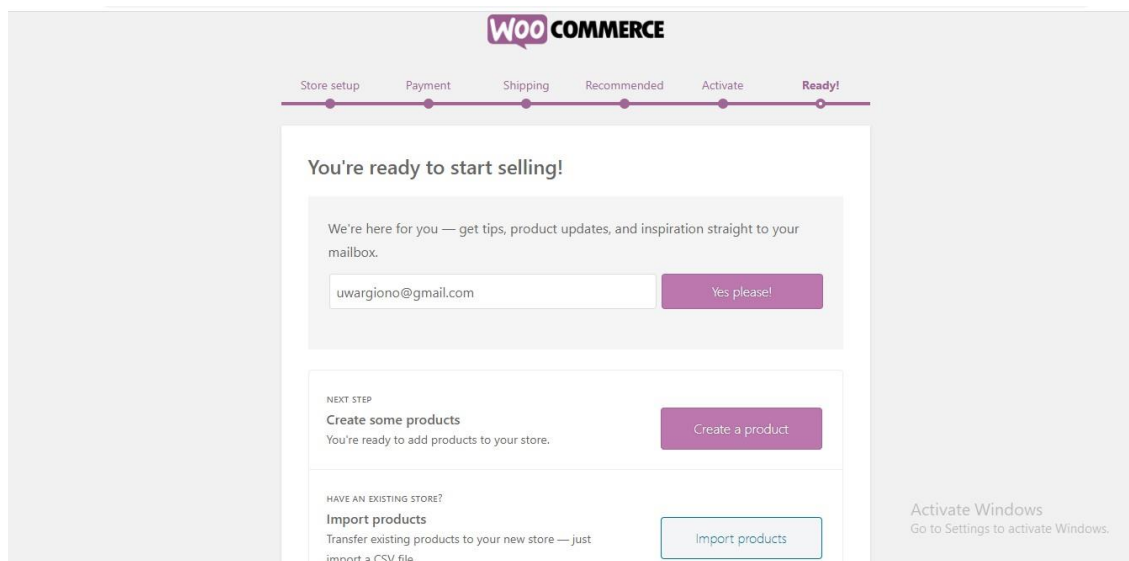 WOO COMMERCE
Store setup Payment Shipping Recommended Activate Ready!
You're ready to start selling!
We're here for you — get tips, product updates, and inspiration straight to your
mailbox.
uwargiono@gmail.com Yes please!
NEXT STEP
Create some products
You're ready to add products to your store.
Create a product
HAVE AN EXISTING STORE?
Import products
Transfer existing products to your new store — just
import a CSV file.
Import products
Activate Windows
Go to Settings to activate Windows.